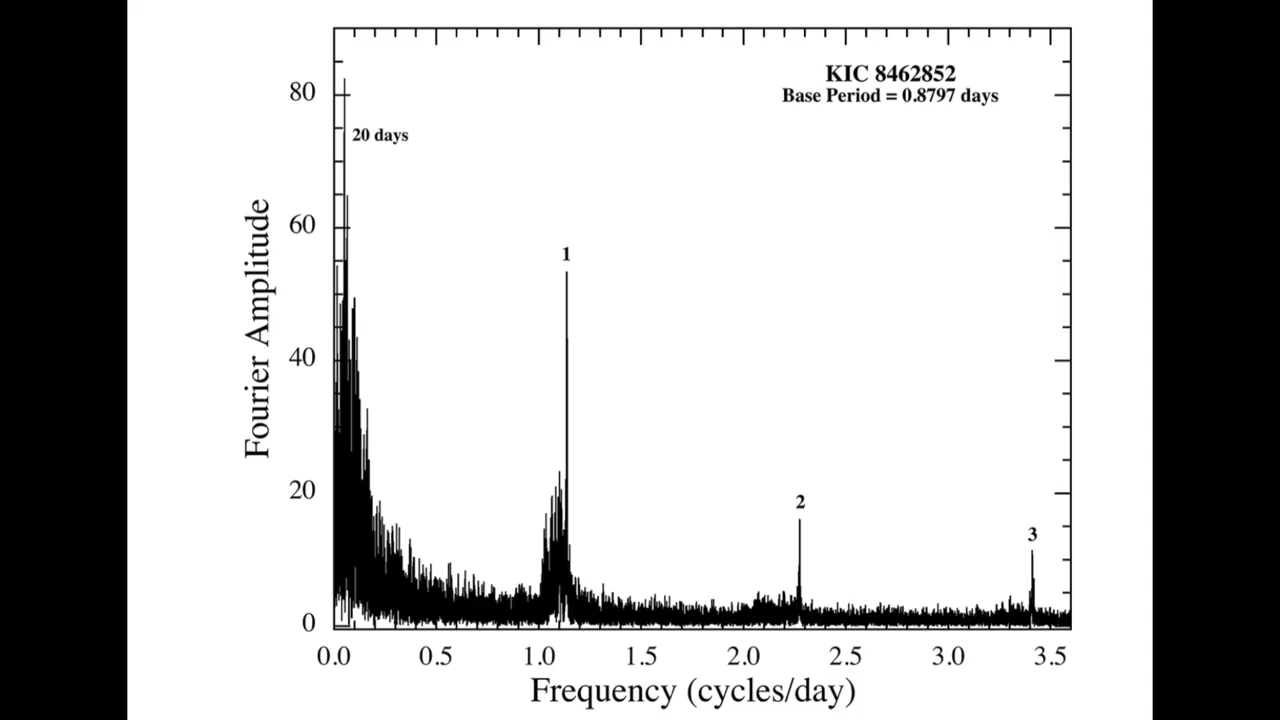 KIC 8462852
Base Period = 0.8797 days
80
20 days
60
1
40
20
2
3
0
0.0 0.5 1.0 1.5 2.0 2.5 3.0 3.5
Fourier Amplitude
Frequency (cycles/day)